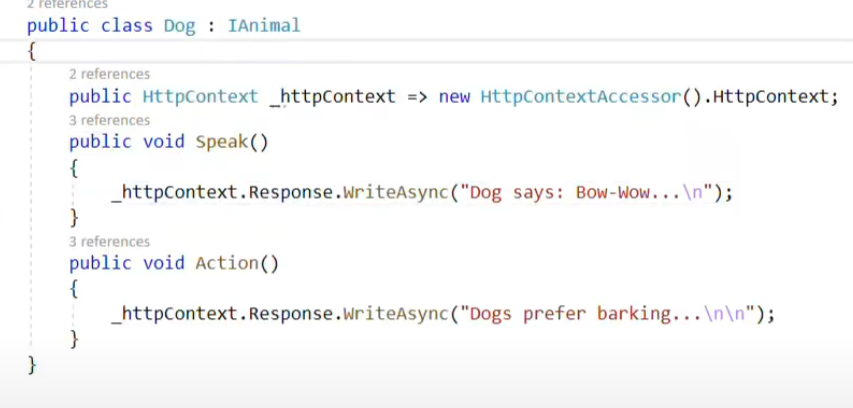 2 references
public class Dog : IAnimal
{
2 references
public HttpContext _httpContext => new HttpContextAccessor().HttpContext;
3 references
public void Speak()
{
_httpContext.Response.WriteAsync("Dog says: Bow-Wow...\n");
}
3 references
public void Action()
{
_httpContext.Response.WriteAsync("Dogs prefer barking...\n\n");
}
}